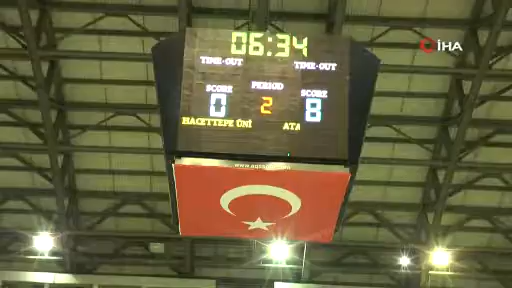 06:34
İHA
TIME-OUT TIME-OUT
SCORE PERIOD SCORE
0 2 8
HACETTEPE ÜNİ ATA